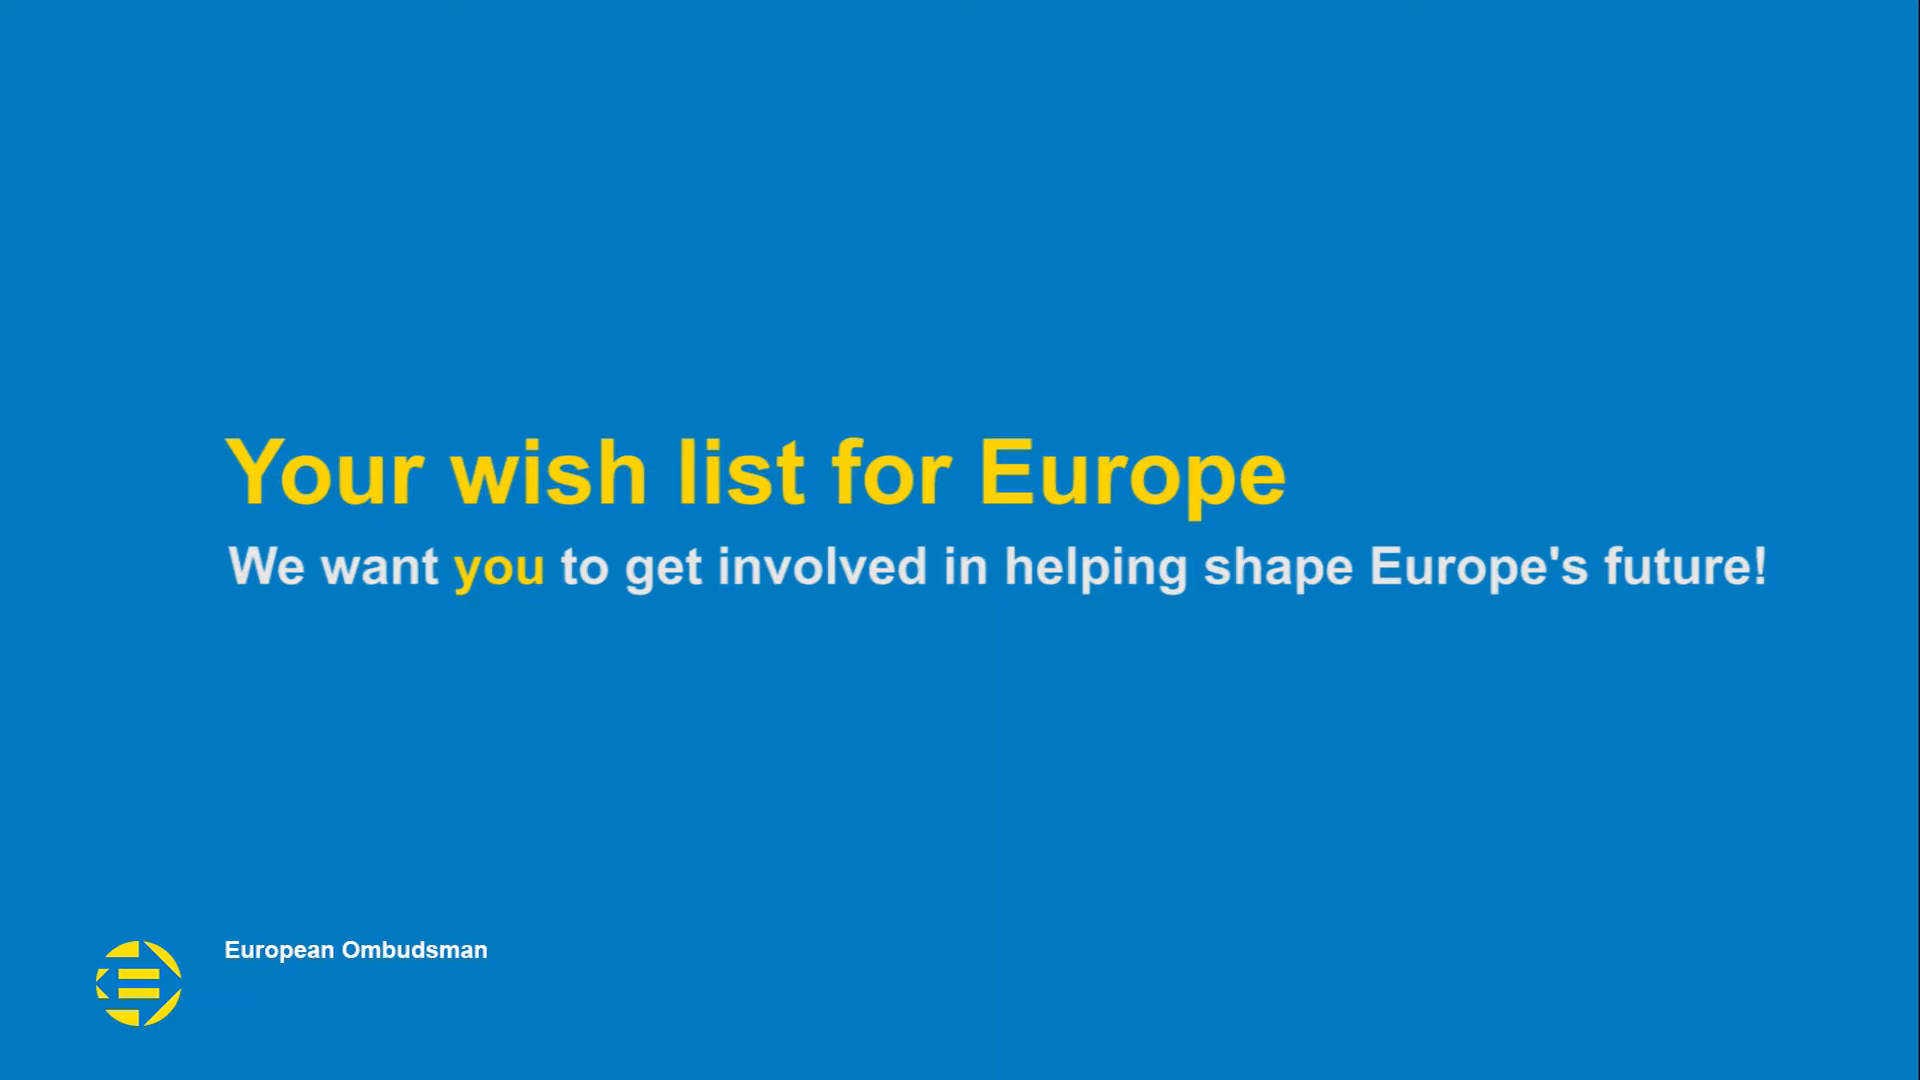 Your wish list for Europe
We want you to get involved in helping shape Europe's future!
European Ombudsman